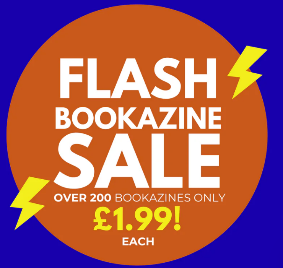 FLASH
BOOKAZINE
SALE
OVER 200 BOOKAZINES ONLY
£1.99!
EACH